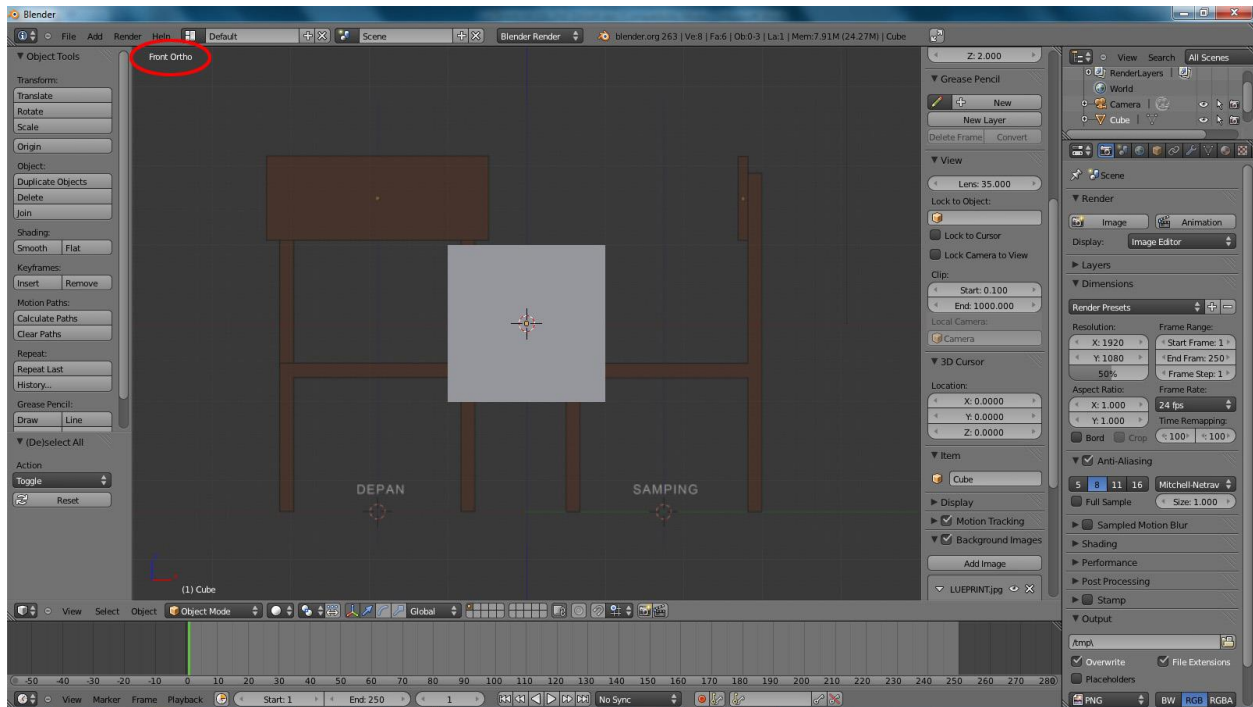 Blender
File Add Render Help Default Scene Blender Render blender.org 263 | Ve:8 | Fa:6 | Ob:0-3 | La:1 | Mem:7.91M (24.27M) | Cube
Object Tools
Transform:
Translate
Rotate
Scale
Origin
Object:
Duplicate Objects
Delete
Join
Shading:
Smooth Flat
Keyframes:
Insert Remove
Motion Paths:
Calculate Paths
Clear Paths
Repeat:
Repeat Last
History...
Grease Pencil:
Draw Line
(De)select All
Action
Toggle
Reset
Front Ortho
DEPAN
SAMPING
(1) Cube
Z: 2.000
Grease Pencil
New
New Layer
Delete Frame Convert
View
Lens: 35.000
Lock to Object:
Lock to Cursor
Lock Camera to View
Clip:
Start: 0.100
End: 1000.000
Local Camera:
Camera
3D Cursor
Location:
X: 0.0000
Y: 0.0000
Z: 0.0000
Item
Cube
Display
Motion Tracking
Background Images
Add Image
LUEPRINT.jpg
View Search All Scenes
RenderLayers
World
Camera
Cube
Scene
Render
Image Animation
Display: Image Editor
Layers
Dimensions
Render Presets
Resolution: Frame Range:
X: 1920 Start Frame: 1
Y: 1080 End Fram: 250
50% Frame Step: 1
Aspect Ratio: Frame Rate:
X: 1.000 24 fps
Y: 1.000 Time Remapping:
Bord Crop : 100 : 100
Anti-Aliasing
5 8 11 16 Mitchell-Netrav
Full Sample Size: 1.000
Sampled Motion Blur
Shading
Performance
Post Processing
Stamp
Output
/tmp\
Overwrite File Extensions
Placeholders
PNG BW RGB RGBA
View Select Object Object Mode Global
-50 -40 -30 -20 -10 0 10 20 30 40 50 60 70 80 90 100 110 120 130 140 150 160 170 180 190 200 210 220 230 240 250 260 270 280
View Marker Frame Playback Start: 1 End: 250 1 No Sync